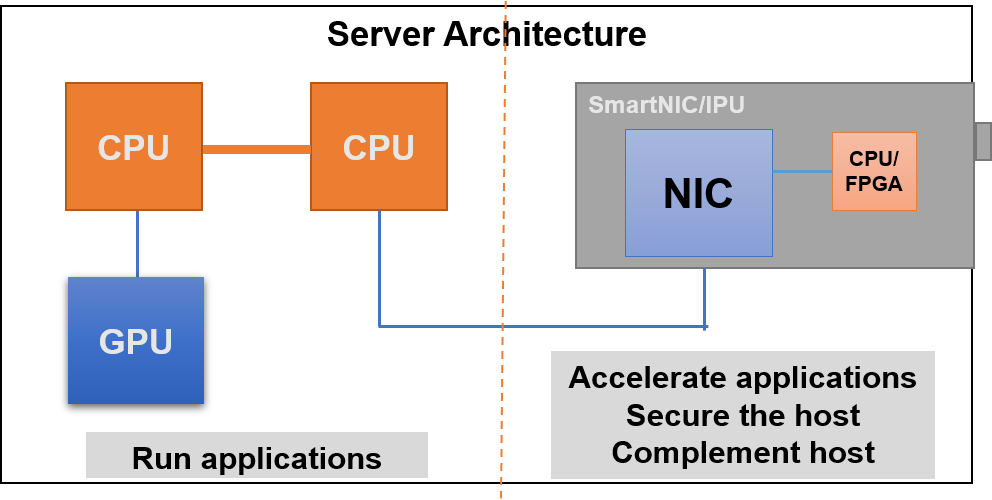 Server Architecture
CPU
CPU
GPU
Run applications
SmartNIC/IPU
NIC
CPU/
FPGA
Accelerate applications
Secure the host
Complement host